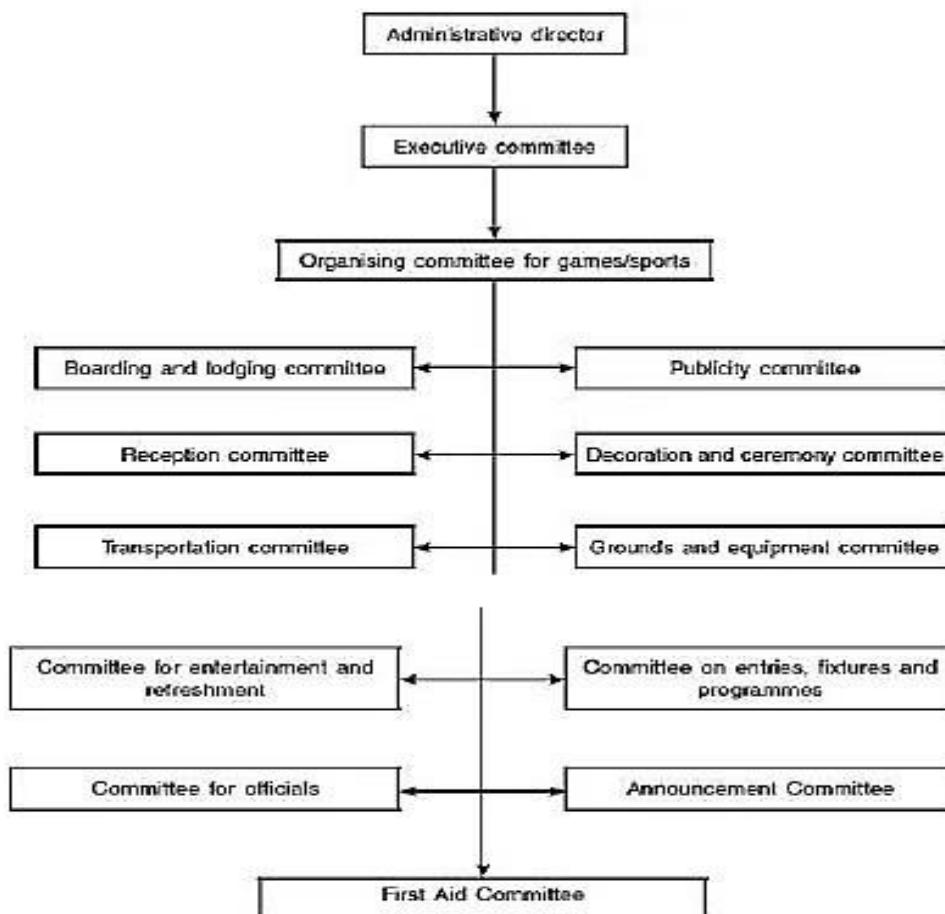 Administrative director
Executive committee
Organising committee for games/sports
Boarding and lodging committee
Publicity committee
Reception committee
Decoration and ceremony committee
Transportation committee
Grounds and equipment committee
Committee for entertainment and
refreshment
Committee on entries, fixtures and
programmes
Committee for officials
Announcement Committee
First Aid Committee